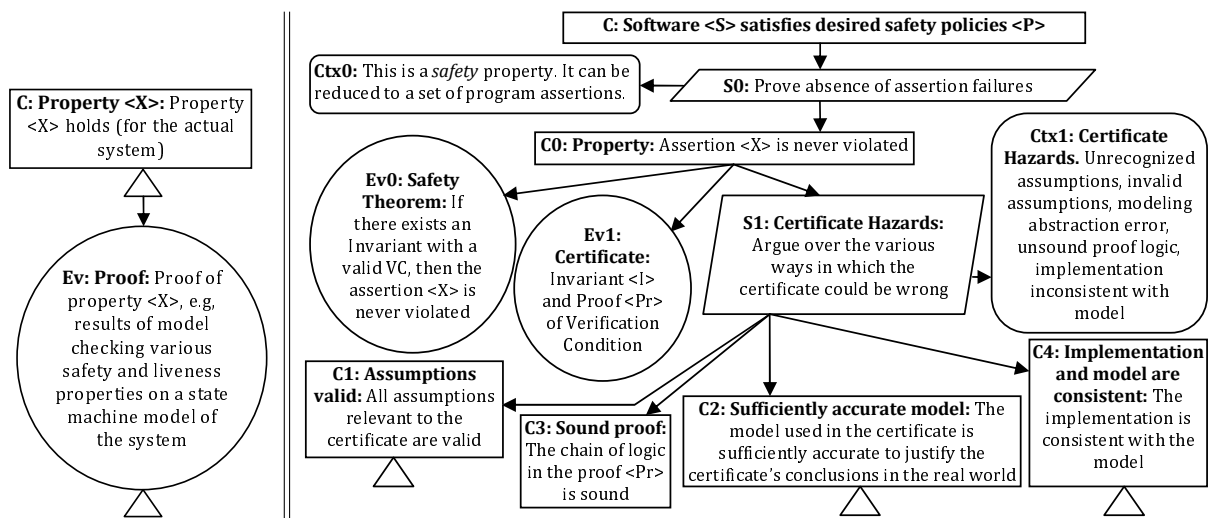 C: Property <X>: Property
<X> holds (for the actual
system)
Ev: Proof: Proof of
property <X>, e.g,
results of model
checking various
safety and liveness
properties on a state
machine model of
the system
C: Software <S> satisfies desired safety policies <P>
Ctx0: This is a safety property. It can be
reduced to a set of program assertions.
S0: Prove absence of assertion failures
C0: Property: Assertion <X> is never violated
Ev0: Safety
Theorem: If
there exists an
Invariant with a
valid VC, then the
assertion <X> is
never violated
Ev1:
Certificate:
Invariant <I>
and Proof <Pr>
of Verification
Condition
S1: Certificate Hazards:
Argue over the various
ways in which the
certificate could be wrong
Ctx1: Certificate
Hazards. Unrecognized
assumptions, invalid
assumptions, modeling
abstraction error,
unsound proof logic,
implementation
inconsistent with
model
C1: Assumptions
valid: All assumptions
relevant to the
certificate are valid
C3: Sound proof:
The chain of logic
in the proof <Pr>
is sound
C2: Sufficiently accurate model: The
model used in the certificate is
sufficiently accurate to justify the
certificate's conclusions in the real world
C4: Implementation
and model are
consistent: The
implementation is
consistent with the
model